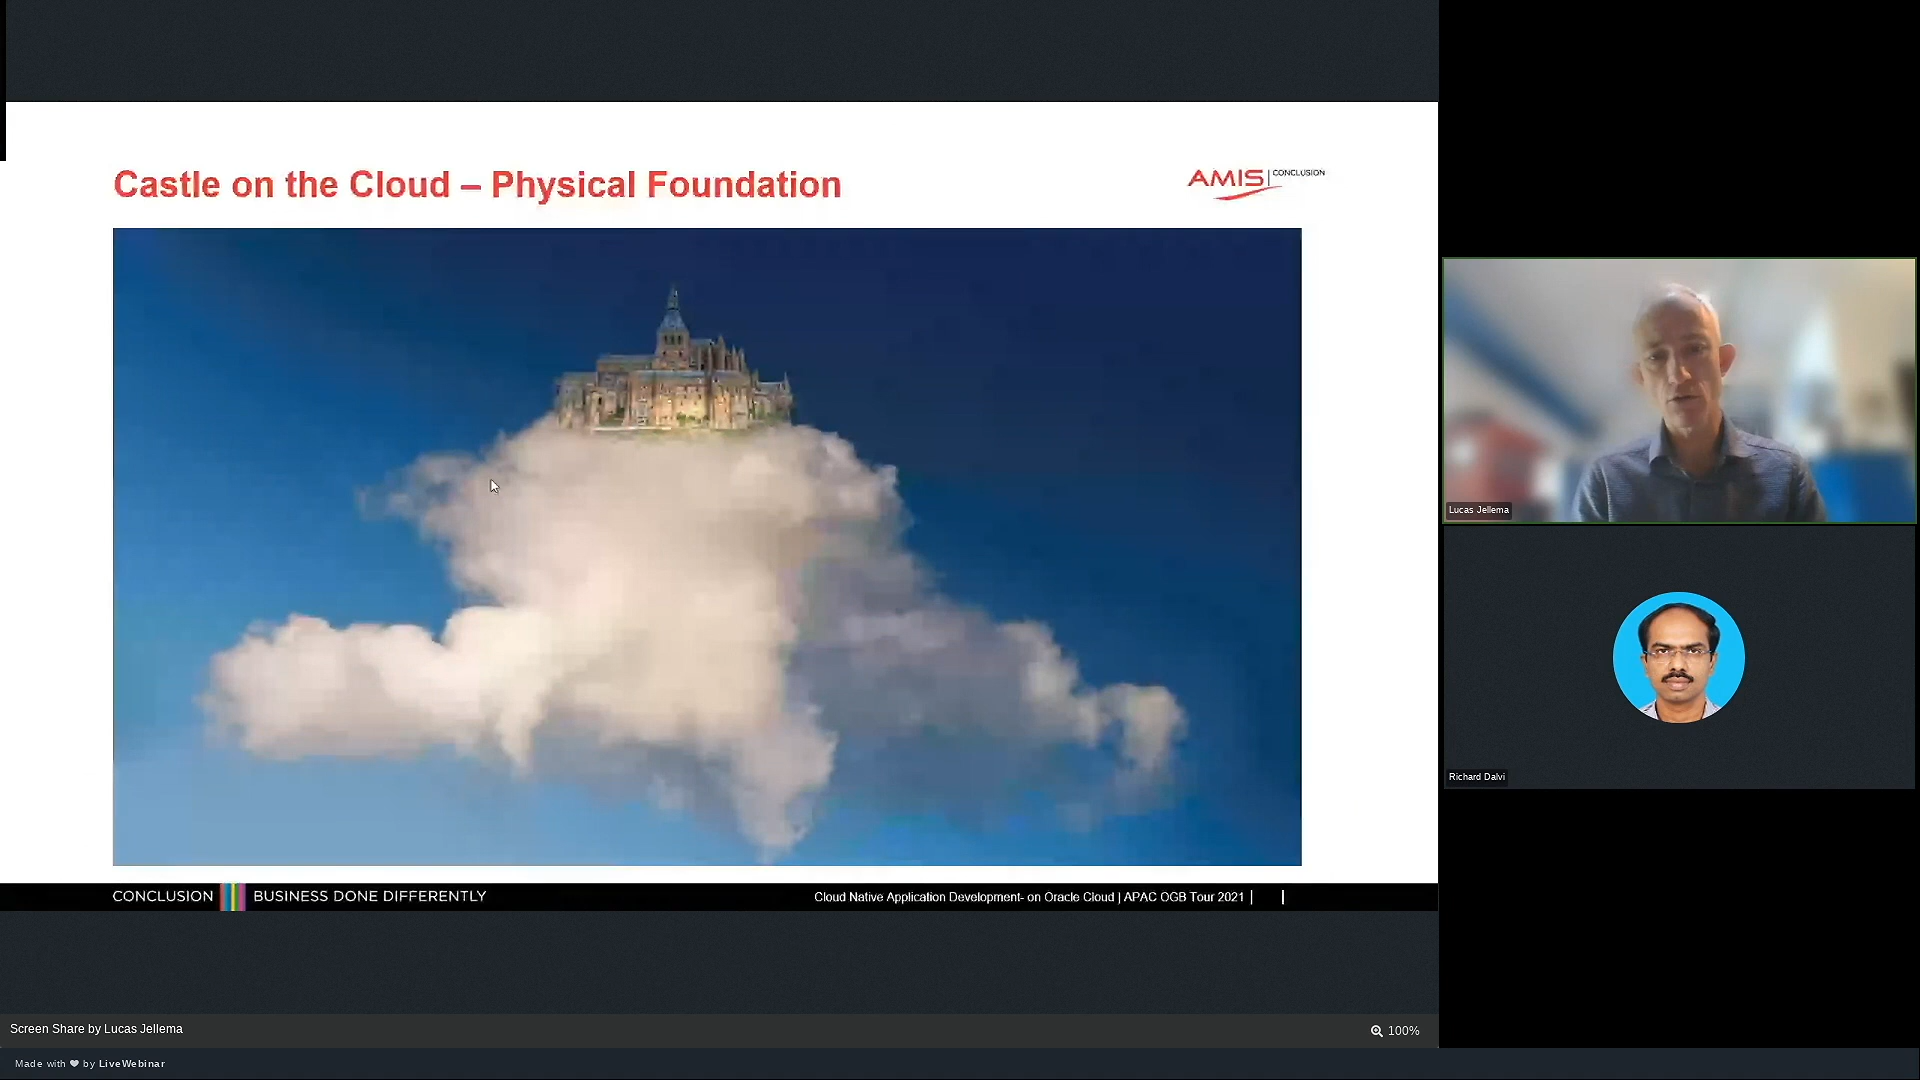 Castle on the Cloud – Physical Foundation
AMIS | CONCLUSION
Lucas Jellema
Richard Dalvi
CONCLUSION BUSINESS DONE DIFFERENTLY
Cloud Native Application Development- on Oracle Cloud | APAC OGB Tour 2021 |
Screen Share by Lucas Jellema
100%
Made with ❤ by LiveWebinar